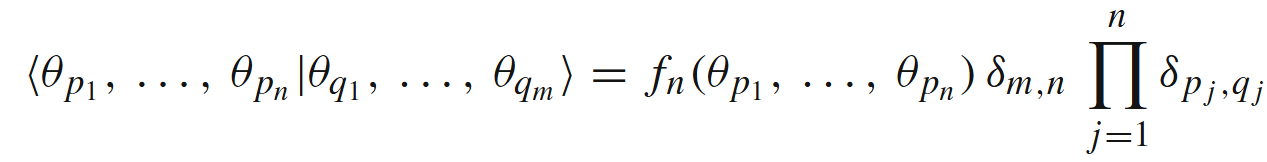 ⟨θ_{p_1}, …, θ_{p_n}|θ_{q_1}, …, θ_{q_m}⟩ = f_n(θ_{p_1}, …, θ_{p_n}) δ_{m,n} ∏_{j=1}^{n} δ_{p_j,q_j}